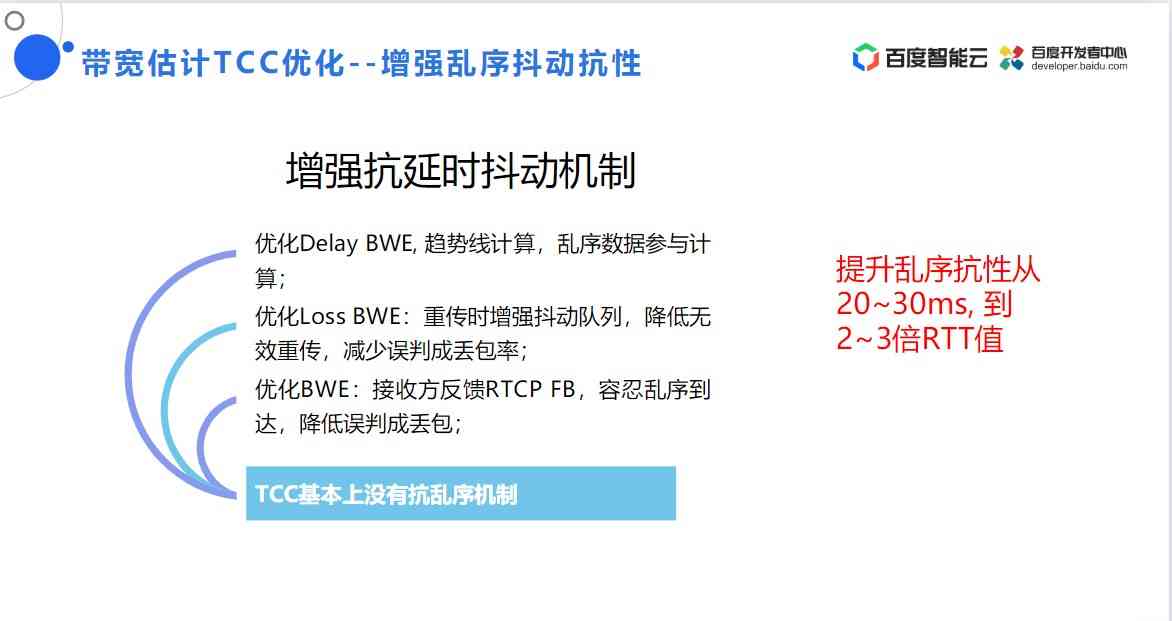 带宽估计TCC优化--增强乱序抖动抗性
百度智能云
百度开发者中心
developer.baidu.com
增强抗延时抖动机制
优化Delay BWE, 趋势线计算，乱序数据参与计
算；
优化Loss BWE：重传时增强抖动队列，降低无
效重传，减少误判成丢包率；
优化BWE：接收方反馈RTCP FB，容忍乱序到
达，降低误判成丢包；
TCC基本上没有抗乱序机制
提升乱序抗性从
20~30ms, 到
2~3倍RTT值